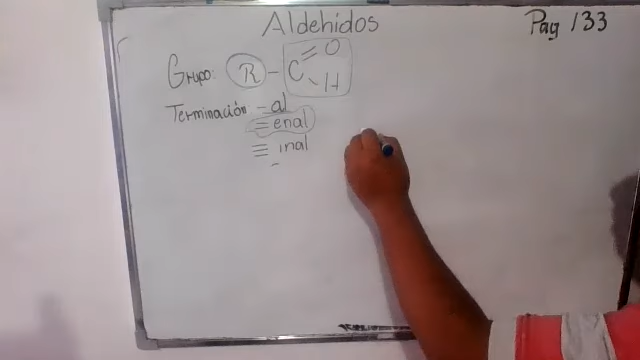 Aldehidos
Pag 133
Grupo: R - C = O \ H
Terminación - al
= enal
≡ inal